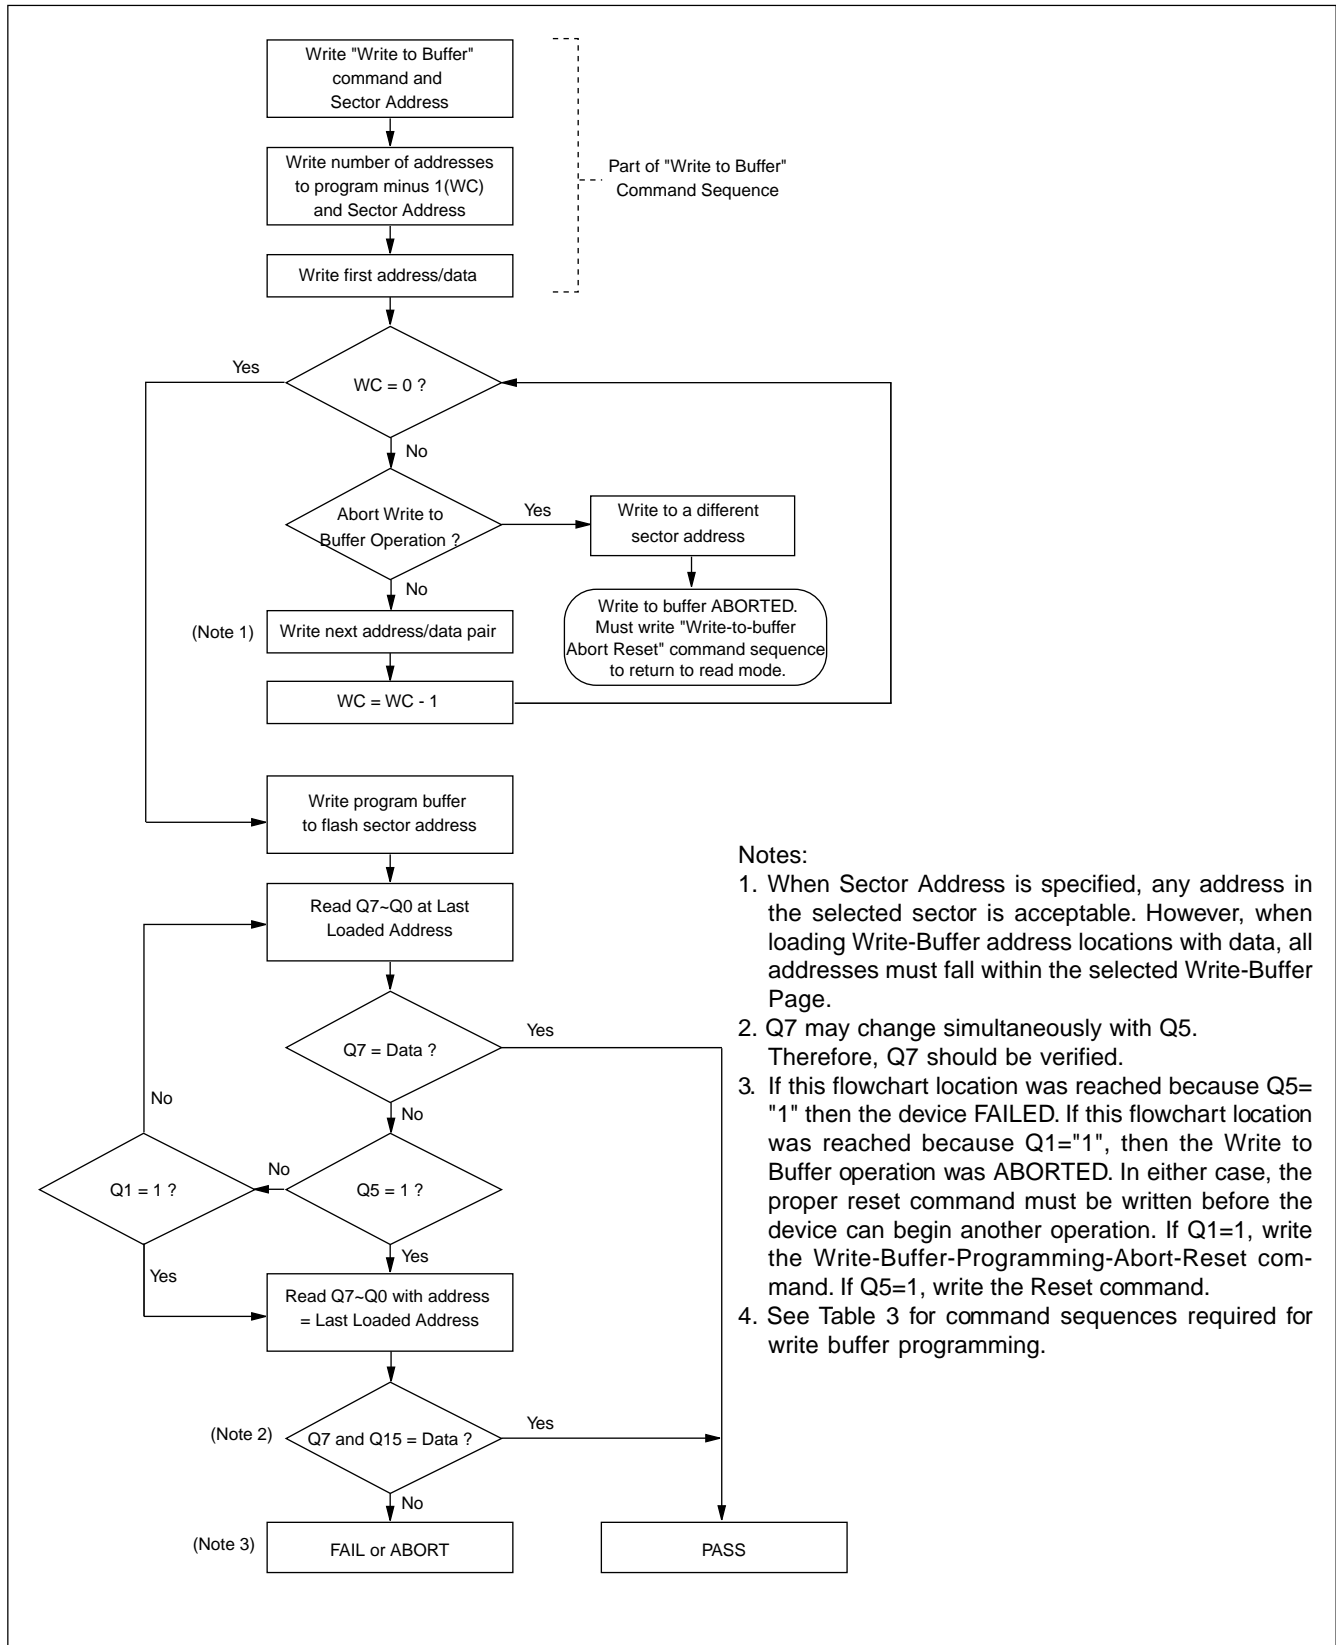 Write "Write to Buffer"
command and
Sector Address
Write number of addresses
to program minus 1(WC)
and Sector Address
Part of "Write to Buffer"
Command Sequence
Write first address/data
Yes
WC = 0 ?
No
Abort Write to
Buffer Operation ?
Yes
Write to a different
sector address
No
(Note 1)
Write next address/data pair
Write to buffer ABORTED.
Must write "Write-to-buffer
Abort Reset" command sequence
to return to read mode.
WC = WC - 1
Write program buffer
to flash sector address
Read Q7~Q0 at Last
Loaded Address
Yes
Q7 = Data ?
No
No
No
Q1 = 1 ?
Q5 = 1 ?
Yes
Yes
Read Q7~Q0 with address
= Last Loaded Address
(Note 2)
Q7 and Q15 = Data ?
Yes
No
(Note 3)
FAIL or ABORT
PASS
Notes:
1. When Sector Address is specified, any address in
the selected sector is acceptable. However, when
loading Write-Buffer address locations with data, all
addresses must fall within the selected Write-Buffer
Page.
2. Q7 may change simultaneously with Q5.
Therefore, Q7 should be verified.
3. If this flowchart location was reached because Q5=
"1" then the device FAILED. If this flowchart location
was reached because Q1="1", then the Write to
Buffer operation was ABORTED. In either case, the
proper reset command must be written before the
device can begin another operation. If Q1=1, write
the Write-Buffer-Programming-Abort-Reset com-
mand. If Q5=1, write the Reset command.
4. See Table 3 for command sequences required for
write buffer programming.